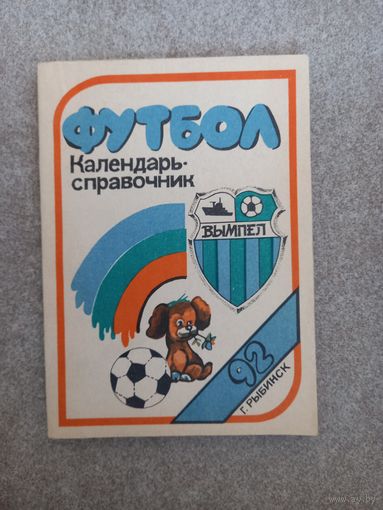 ФУТБОЛ
Календарь-
справочник
ВЫМПЕЛ
92
Г. РЫБИНСК